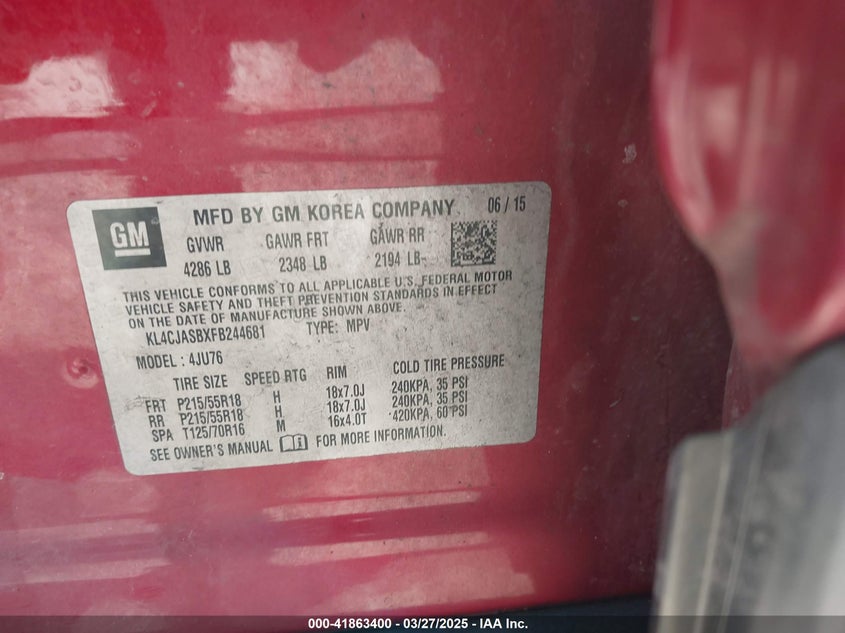 GM
MFD BY GM KOREA COMPANY 06 / 15
GVWR GAWR FRT GAWR RR
4286 LB 2348 LB 2194 LB
THIS VEHICLE CONFORMS TO ALL APPLICABLE U.S. FEDERAL MOTOR
VEHICLE SAFETY AND THEFT PREVENTION STANDARDS IN EFFECT
ON THE DATE OF MANUFACTURE SHOWN ABOVE.
KL4CJASBXFB244681 TYPE: MPV
MODEL : 4JU76
TIRE SIZE SPEED RTG RIM COLD TIRE PRESSURE
FRT P215/55R18 H 18x7.0J 240KPA, 35 PSI
RR P215/55R18 H 18x7.0J 240KPA, 35 PSI
SPA T125/70R16 M 16x4.0T 420KPA, 60 PSI
SEE OWNER'S MANUAL FOR MORE INFORMATION.
000-41863400 / 03/27/2025 / IAA Inc.